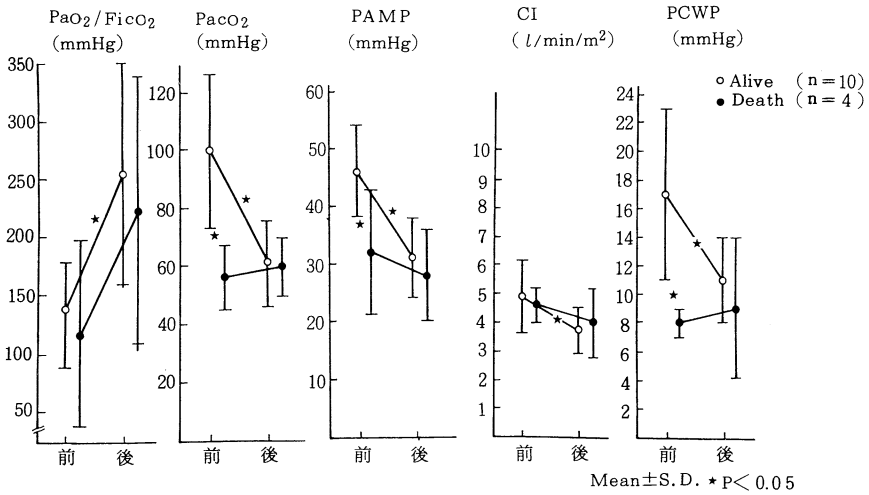 PaO₂/FicO₂
(mmHg)
350
300
250
200
150
100
50
前 後
PacO₂
(mmHg)
120
100
80
60
40
20
前 後
PAMP
(mmHg)
60
50
40
30
20
10
前 後
CI
(l/min/m²)
10
9
8
7
6
5
4
3
2
1
前 後
PCWP
(mmHg)
24
22
20
18
16
14
12
10
8
6
4
2
前 後
○ Alive (n=10)
● Death (n=4)
Mean±S.D. ★P<0.05